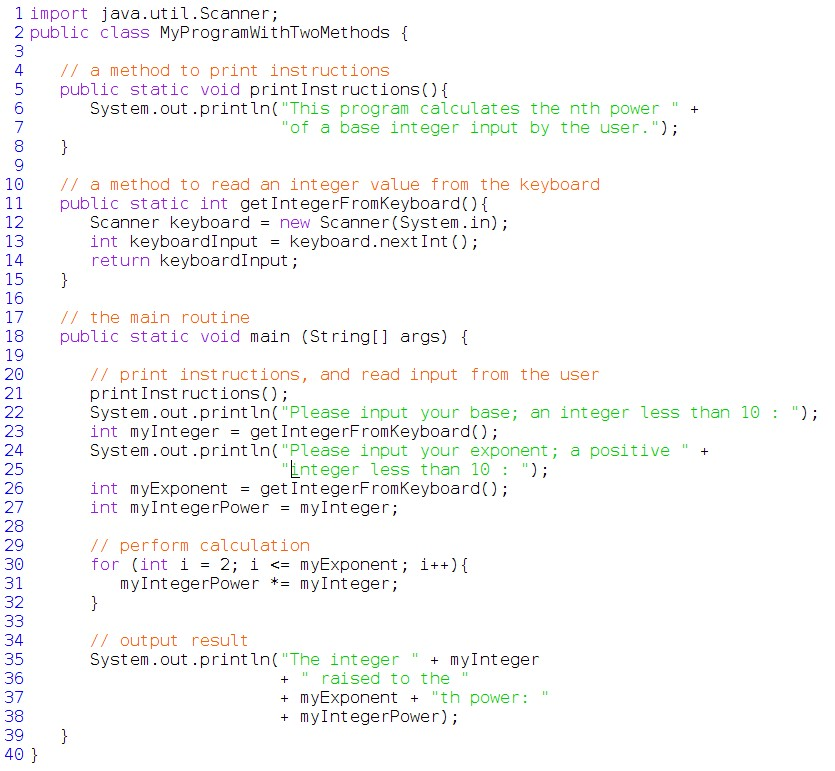 1 import java.util.Scanner;
2 public class MyProgramWithTwoMethods {
3
4    // a method to print instructions
5    public static void printInstructions(){
6       System.out.println("This program calculates the nth power " +
7                          "of a base integer input by the user.");
8    }
9
10    // a method to read an integer value from the keyboard
11    public static int getIntegerFromKeyboard(){
12       Scanner keyboard = new Scanner(System.in);
13       int keyboardInput = keyboard.nextInt();
14       return keyboardInput;
15    }
16
17    // the main routine
18    public static void main (String[] args) {
19
20       // print instructions, and read input from the user
21       printInstructions();
22       System.out.println("Please input your base; an integer less than 10 : ");
23       int myInteger = getIntegerFromKeyboard();
24       System.out.println("Please input your exponent; a positive " +
25                          "integer less than 10 : ");
26       int myExponent = getIntegerFromKeyboard();
27       int myIntegerPower = myInteger;
28
29       // perform calculation
30       for (int i = 2; i <= myExponent; i++){
31          myIntegerPower *= myInteger;
32       }
33
34       // output result
35       System.out.println("The integer " + myInteger
36                          + " raised to the "
37                          + myExponent + "th power: "
38                          + myIntegerPower);
39    }
40 }